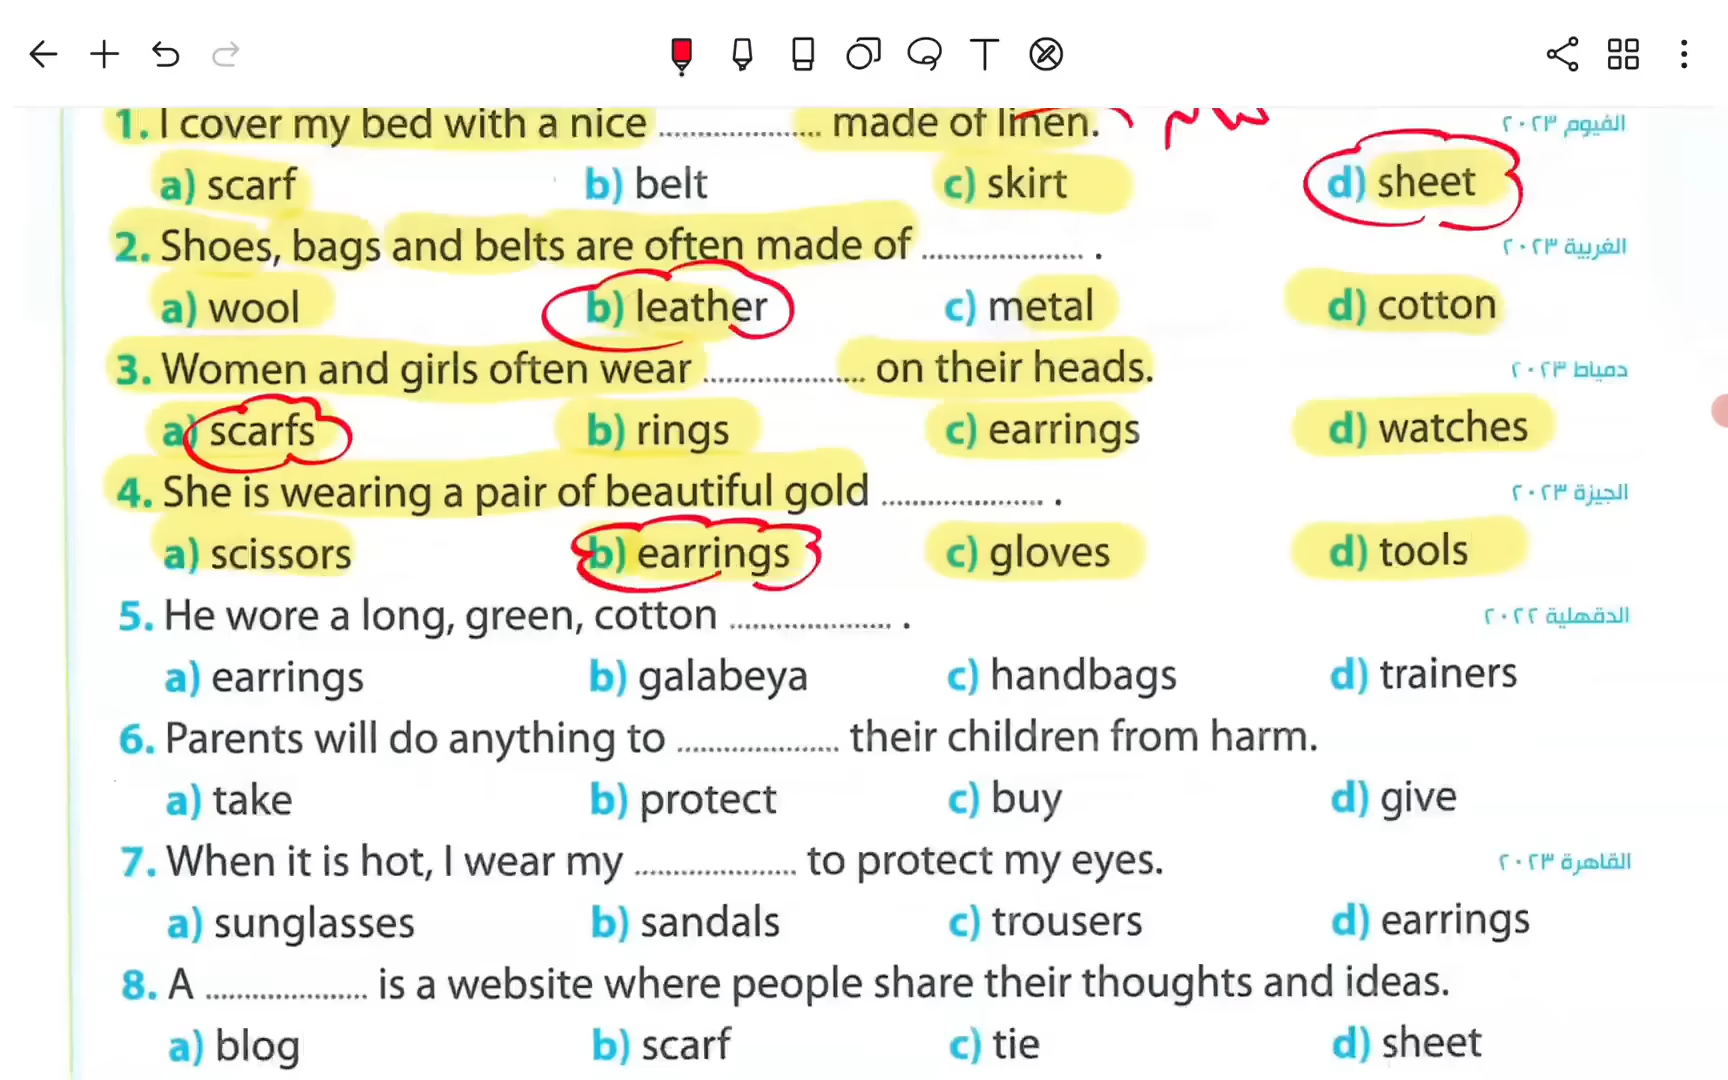 1. I cover my bed with a nice .................... made of linen. الفيوم ٢٠٢٣
a) scarf b) belt c) skirt d) sheet
2. Shoes, bags and belts are often made of .................... . الغربية ٢٠٢٣
a) wool b) leather c) metal d) cotton
3. Women and girls often wear .................... on their heads. دمياط ٢٠٢٣
a) scarfs b) rings c) earrings d) watches
4. She is wearing a pair of beautiful gold .................... . الجيزة ٢٠٢٣
a) scissors b) earrings c) gloves d) tools
5. He wore a long, green, cotton .................... . الدقهلية ٢٠٢٢
a) earrings b) galabeya c) handbags d) trainers
6. Parents will do anything to .................... their children from harm.
a) take b) protect c) buy d) give
7. When it is hot, I wear my .................... to protect my eyes. القاهرة ٢٠٢٣
a) sunglasses b) sandals c) trousers d) earrings
8. A .................... is a website where people share their thoughts and ideas.
a) blog b) scarf c) tie d) sheet